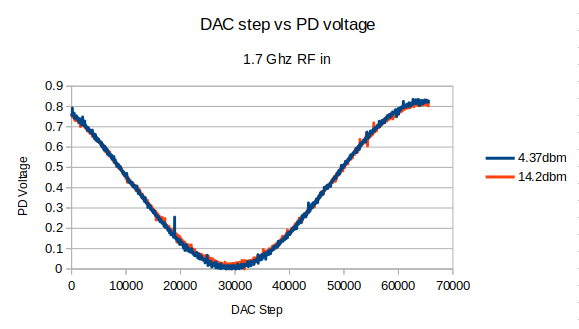 DAC step vs PD voltage
1.7 Ghz RF in
0.9
0.8
0.7
0.6
0.5
0.4
0.3
0.2
0.1
0
PD Voltage
0 10000 20000 30000 40000 50000 60000 70000
DAC Step
4.37dbm
14.2dbm